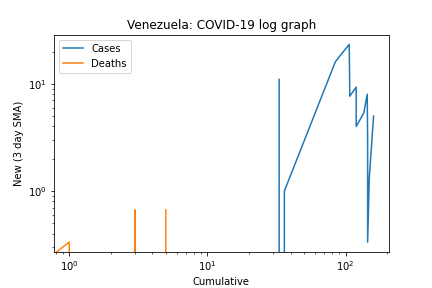 Venezuela: COVID-19 log graph
Cases
Deaths
New (3 day SMA)
10¹
10⁰
10⁰ 10¹ 10²
Cumulative